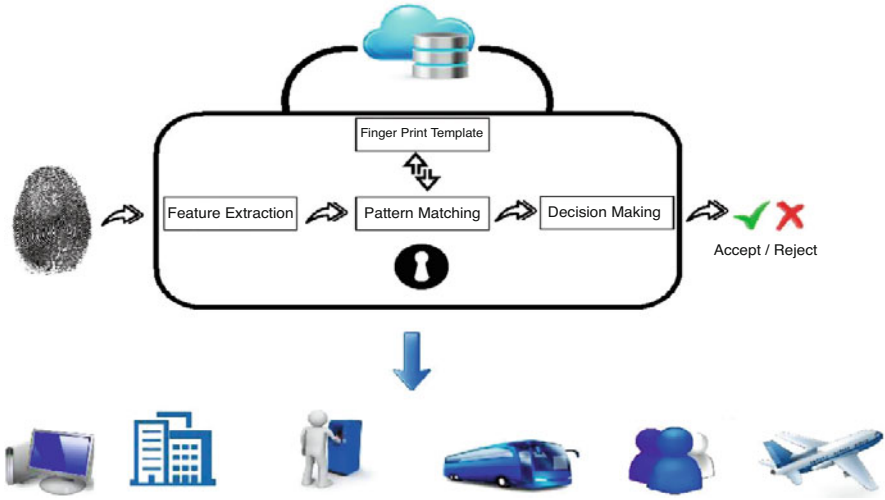 Finger Print Template
Feature Extraction
Pattern Matching
Decision Making
Accept / Reject